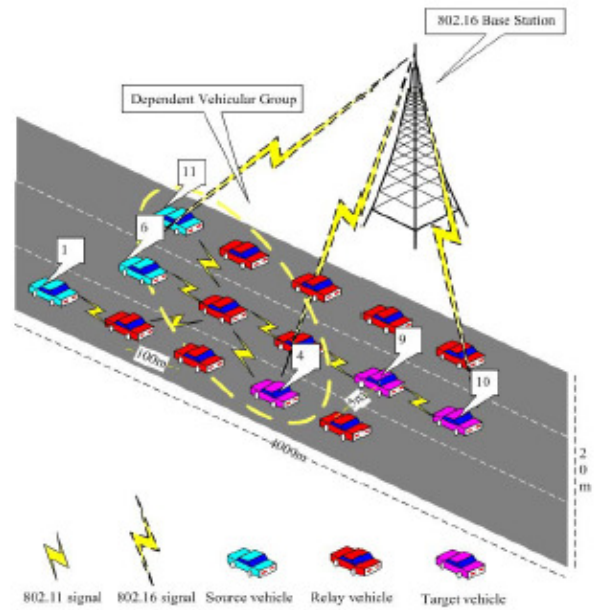 802.16 Base Station
Dependent Vehicular Group
11
6
1
4
9
10
100m
4000m
20m
802.11 signal
802.16 signal
Source vehicle
Relay vehicle
Target vehicle